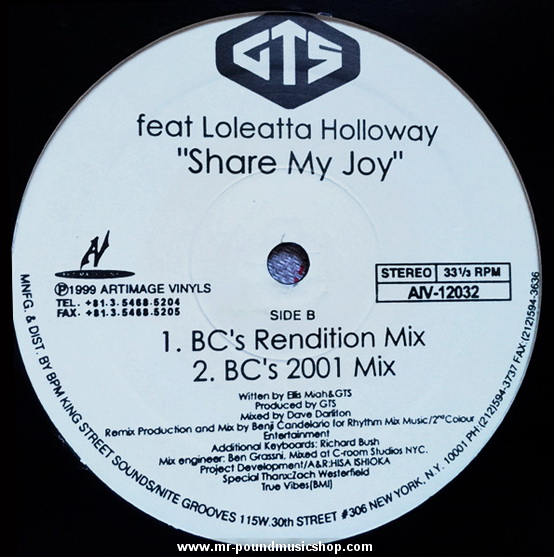 GTS
feat Loleatta Holloway
"Share My Joy"
AV
℗1999 ARTIMAGE VINYLS
TEL. +81.3.5468-5204
FAX. +81.3.5468-5205
STEREO 33⅓ RPM
AIV-12032
SIDE B
1. BC's Rendition Mix
2. BC's 2001 Mix
Witten by Ellis Miah&GTS
Produced by GTS
Mixed by Dave Darliton
Remix Production and Mix by Benji Candelario for Rhythm Mix Music/2nd Colour
Entertainment
Additional Keyboards: Richard Bush
Mix engineer: Ben Grassni, Mixed at C-room Studios NYC.
Project Development/A&R:HISA ISHIOKA
Special Thanx:Zach Westerfield
True Vibes(BMI)
MNFG. & DIST. BY BPM KING STREET SOUNDS/NITE GROOVES 115W. 30th STREET #306 NEW YORK, N.Y. 10001 PH:(212)594-3737 FAX:(212)594-3636
www.mr-poundmusicshop.com